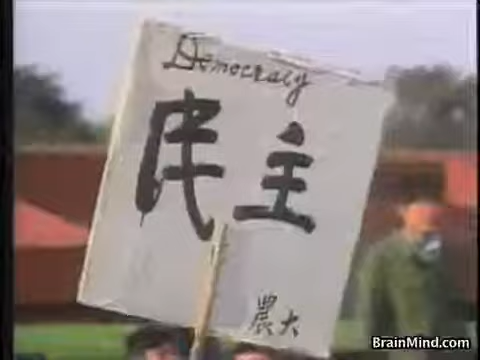 Democracy
民主
農大
BrainMind.com